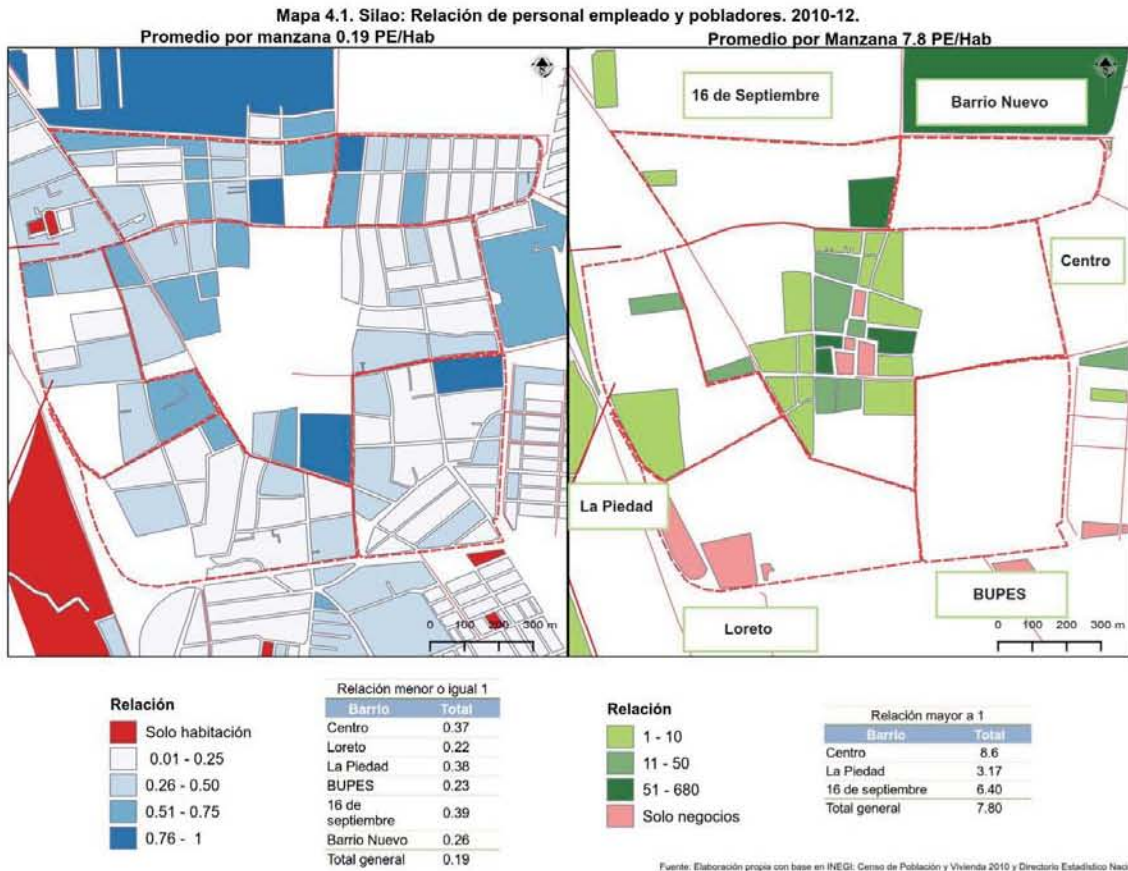 Mapa 4.1. Silao: Relación de personal empleado y pobladores. 2010-12.
Promedio por manzana 0.19 PE/Hab
Promedio por Manzana 7.8 PE/Hab
16 de Septiembre
Barrio Nuevo
Centro
La Piedad
BUPES
Loreto
0 100 200 300 m
0 100 200 300 m
Relación
Solo habitación
0.01 - 0.25
0.26 - 0.50
0.51 - 0.75
0.76 - 1
Relación menor o igual 1
Barrio Total
Centro 0.37
Loreto 0.22
La Piedad 0.38
BUPES 0.23
16 de
septiembre 0.39
Barrio Nuevo 0.26
Total general 0.19
Relación
1 - 10
11 - 50
51 - 680
Solo negocios
Relación mayor a 1
Barrio Total
Centro 8.6
La Piedad 3.17
16 de septiembre 6.40
Total general 7.80
Fuente: Elaboración propia con base en INEGI: Censo de Población y Vivienda 2010 y Directorio Estadístico Naci